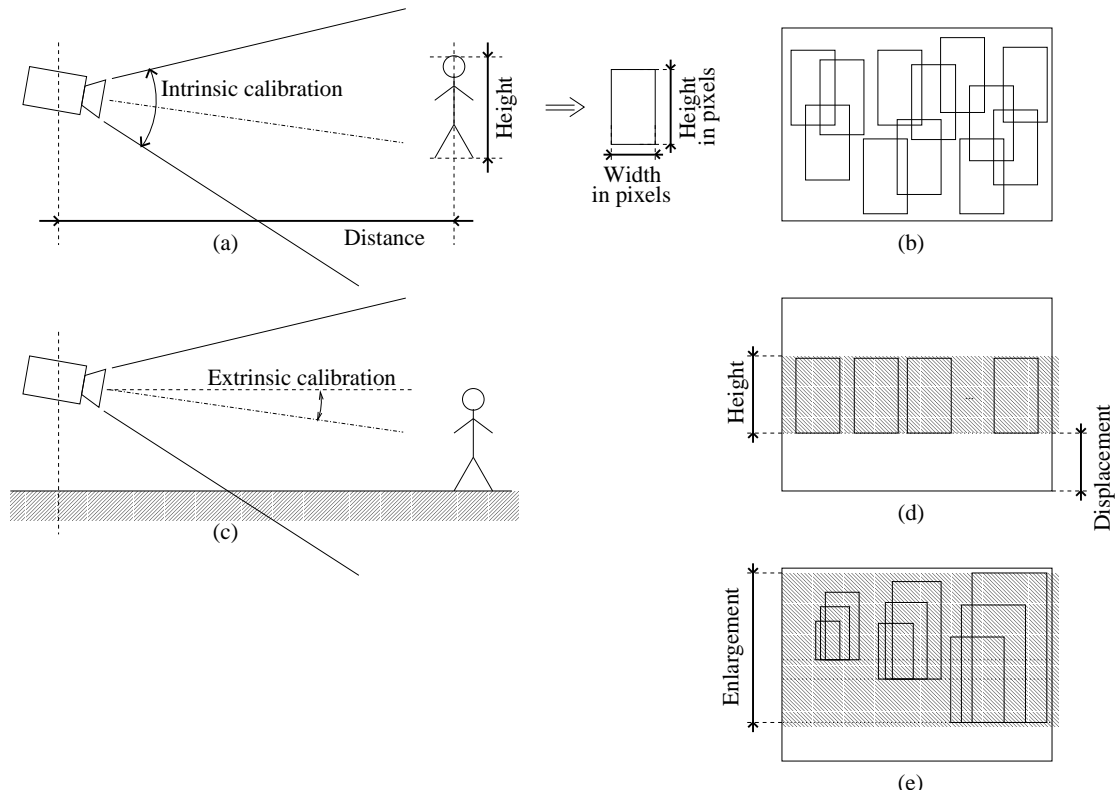 Intrinsic calibration
Height
Height
in pixels
Width
in pixels
Distance
(a)
(b)
Extrinsic calibration
(c)
Height
...
Displacement
(d)
Enlargement
(e)